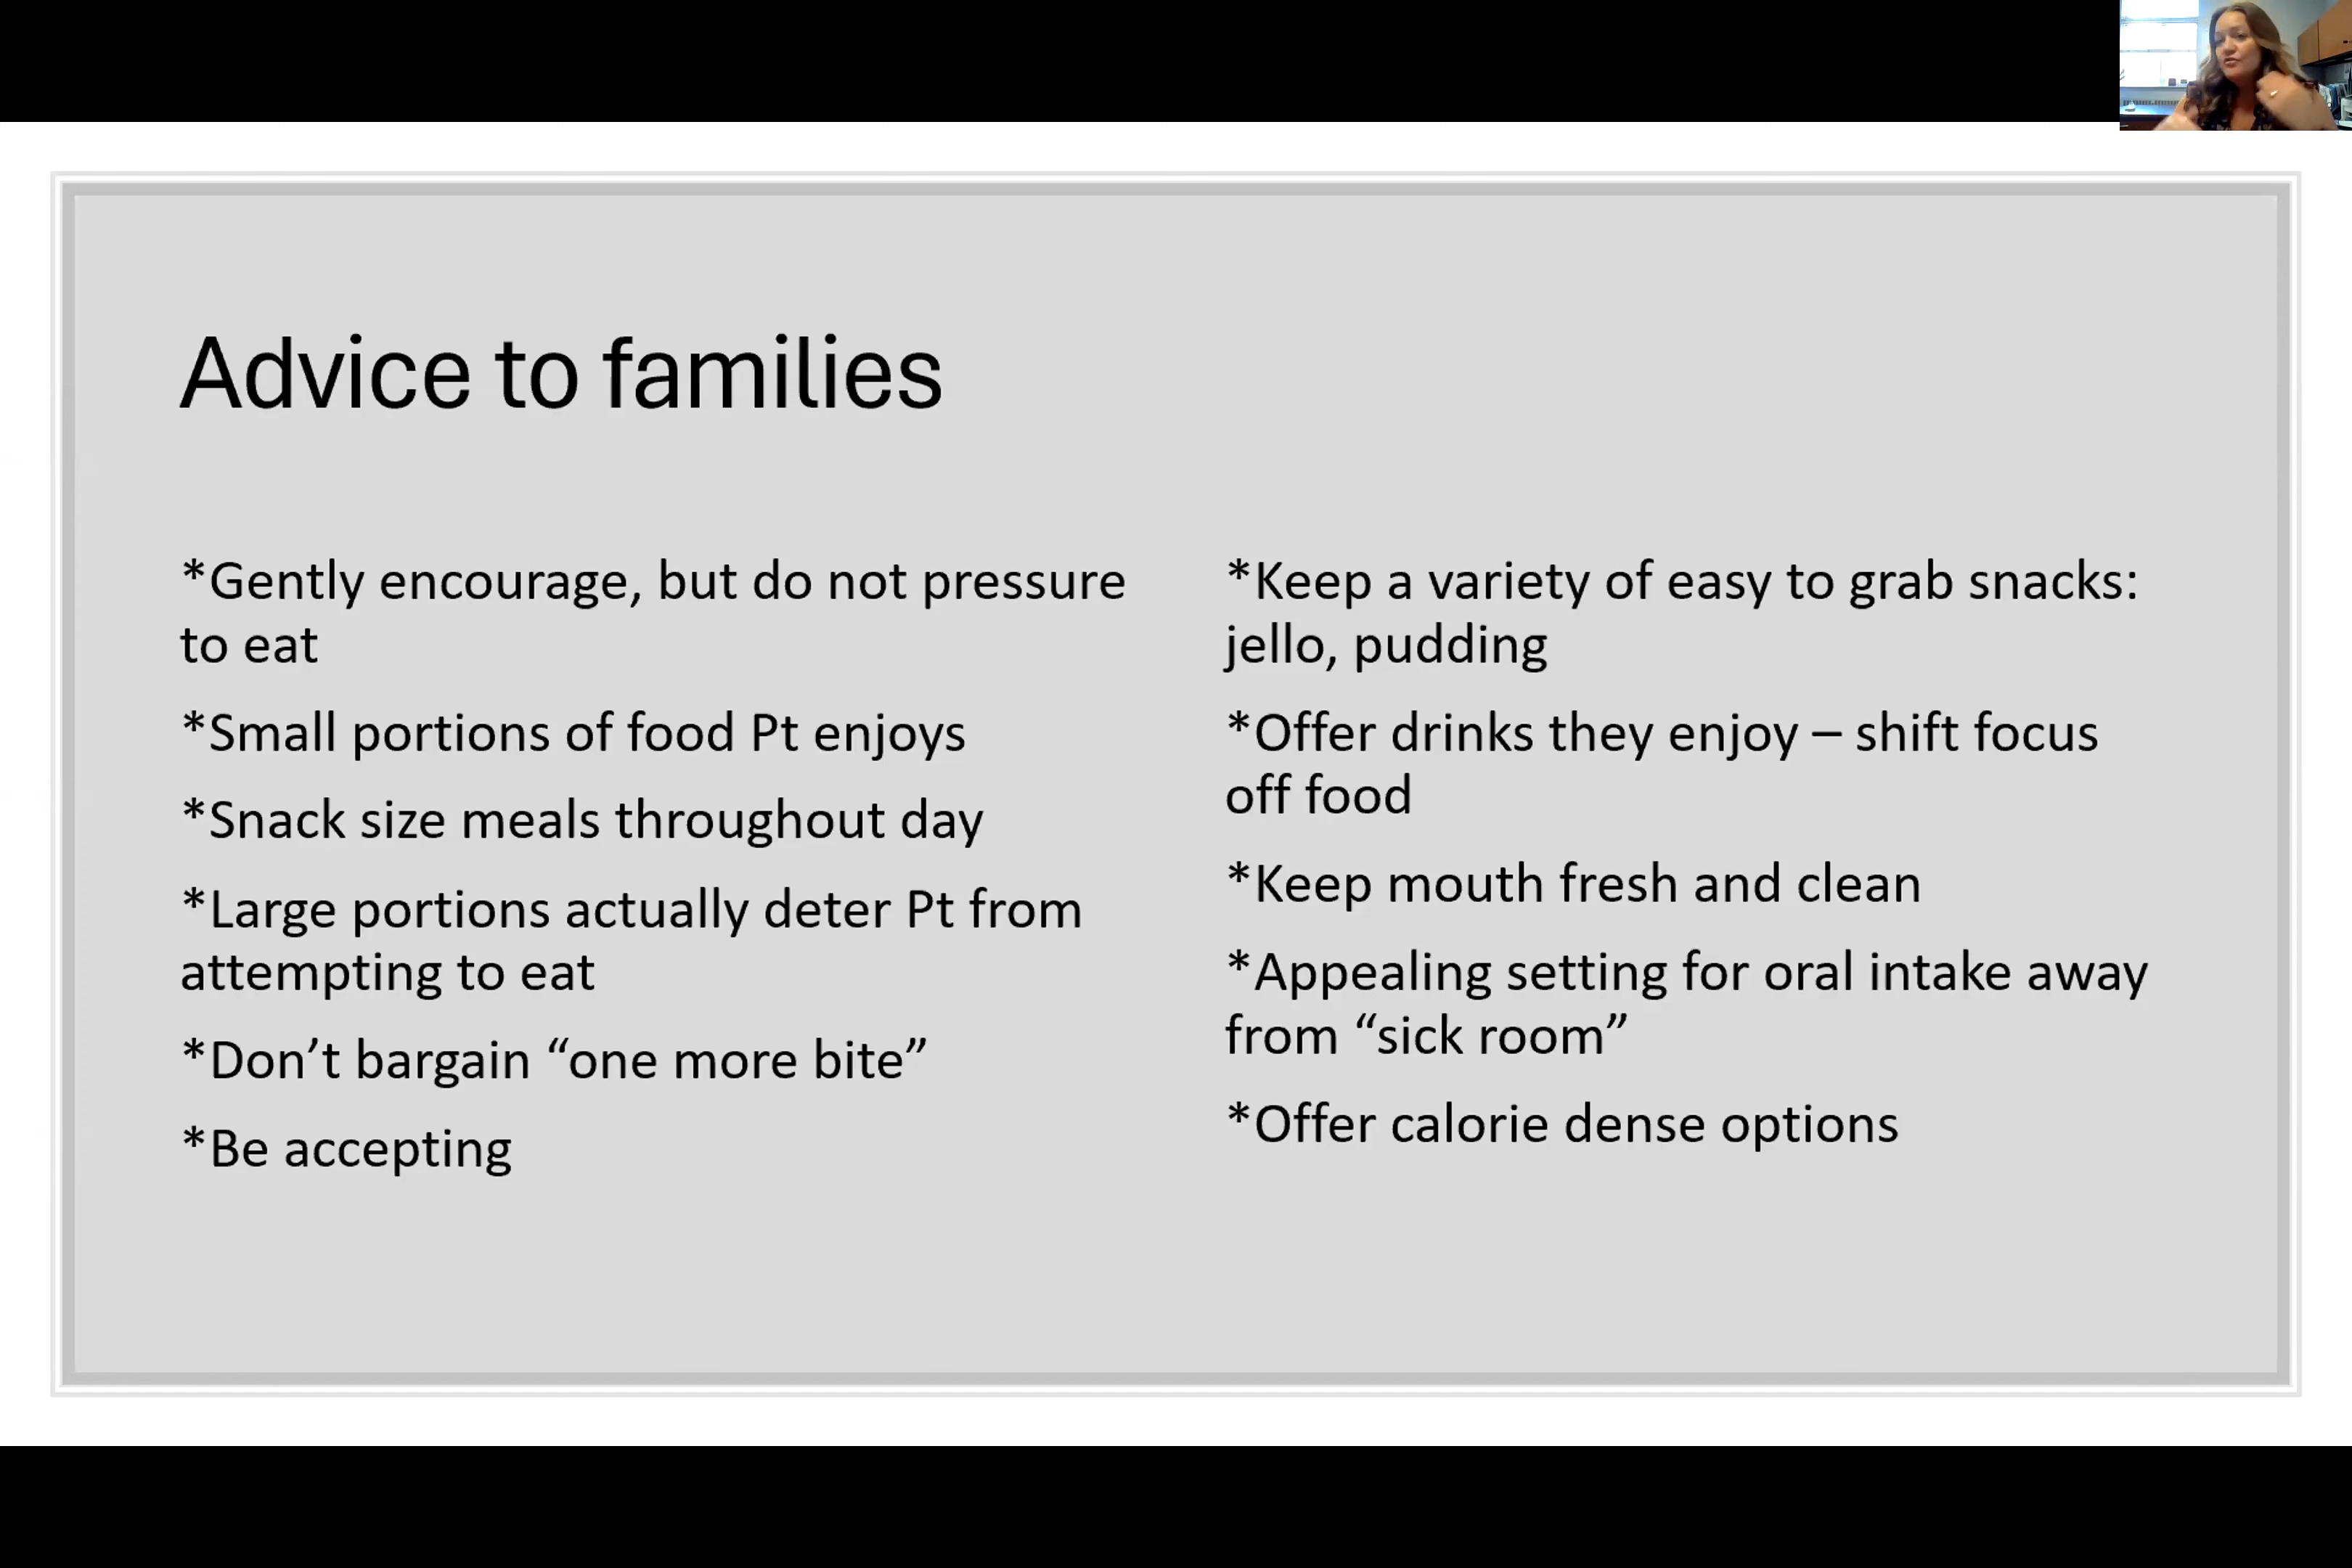 Advice to families
*Gently encourage, but do not pressure
to eat
*Small portions of food Pt enjoys
*Snack size meals throughout day
*Large portions actually deter Pt from
attempting to eat
*Don’t bargain “one more bite”
*Be accepting
*Keep a variety of easy to grab snacks:
jello, pudding
*Offer drinks they enjoy – shift focus
off food
*Keep mouth fresh and clean
*Appealing setting for oral intake away
from “sick room”
*Offer calorie dense options